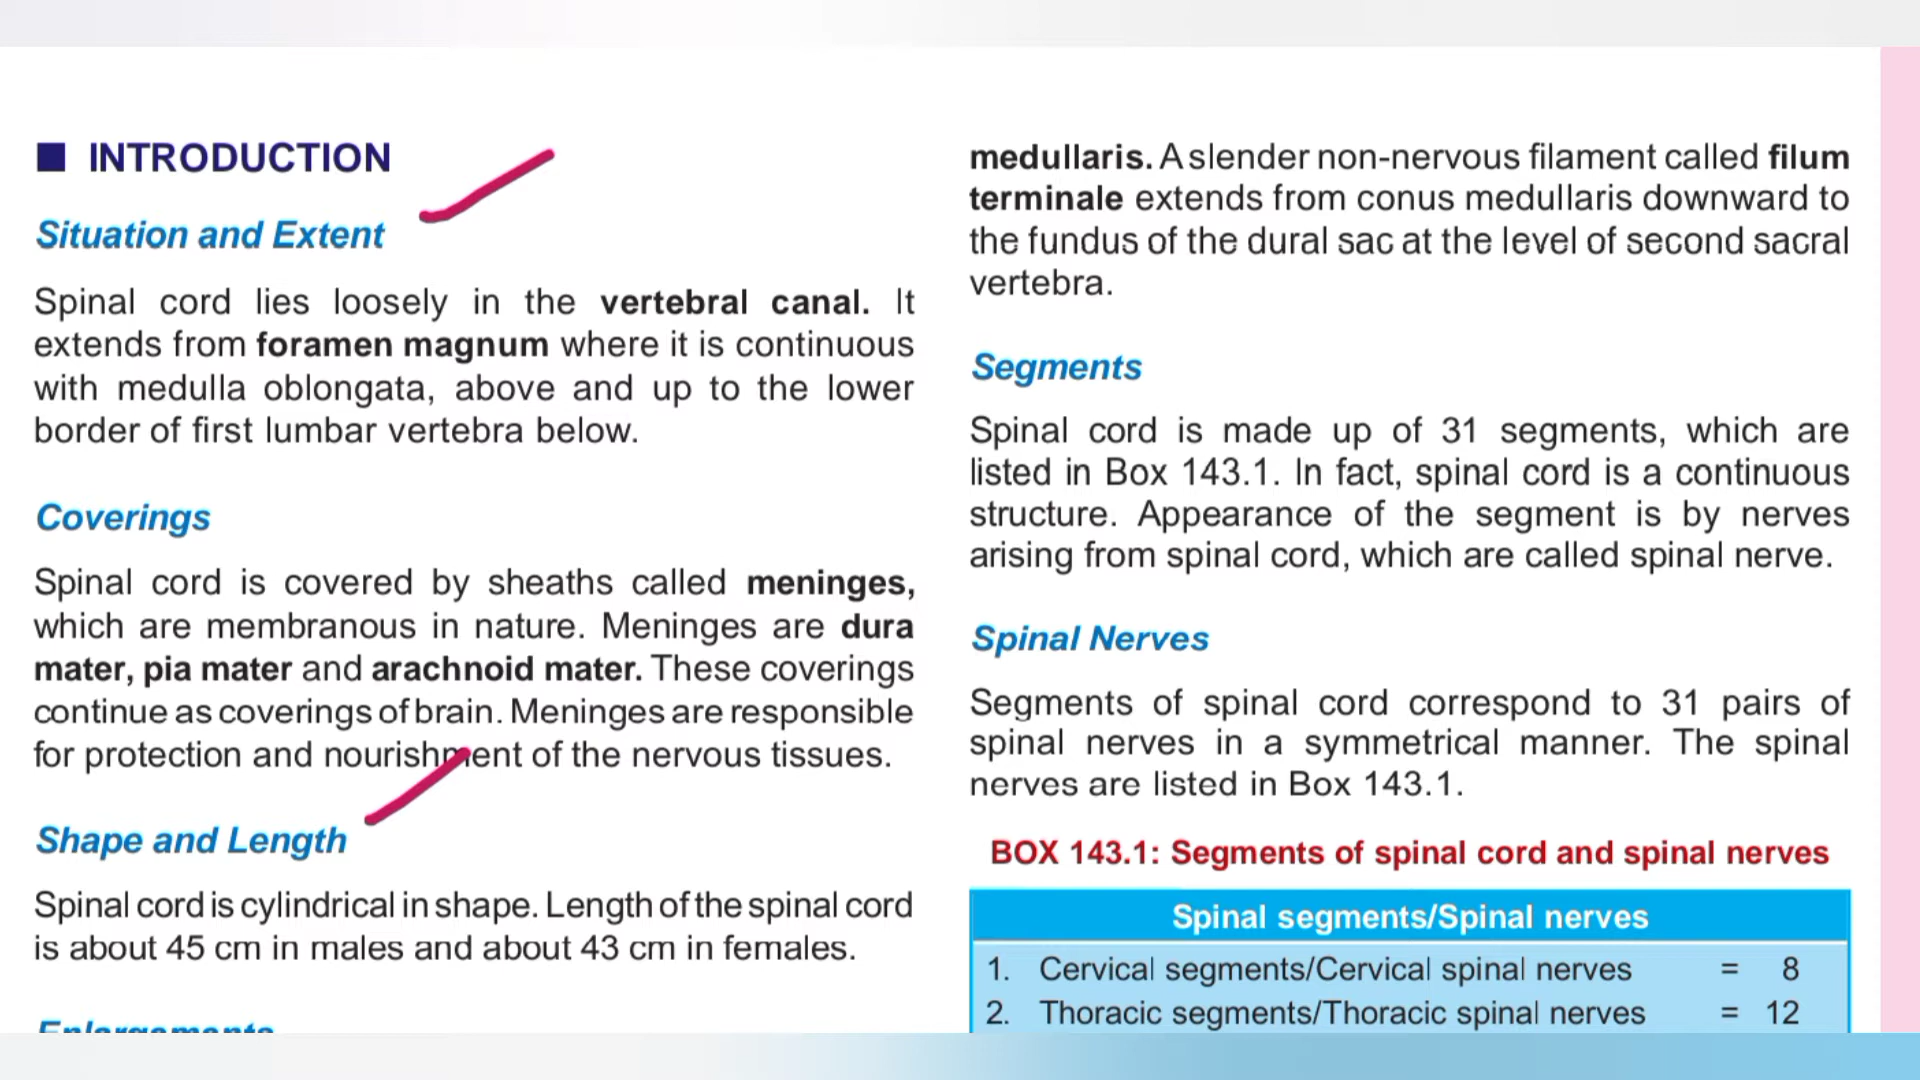 INTRODUCTION
Situation and Extent
Spinal cord lies loosely in the vertebral canal. It
extends from foramen magnum where it is continuous
with medulla oblongata, above and up to the lower
border of first lumbar vertebra below.
Coverings
Spinal cord is covered by sheaths called meninges,
which are membranous in nature. Meninges are dura
mater, pia mater and arachnoid mater. These coverings
continue as coverings of brain. Meninges are responsible
for protection and nourishment of the nervous tissues.
Shape and Length
Spinal cord is cylindrical in shape. Length of the spinal cord
is about 45 cm in males and about 43 cm in females.
Enlargements
medullaris. A slender non-nervous filament called filum
terminale extends from conus medullaris downward to
the fundus of the dural sac at the level of second sacral
vertebra.
Segments
Spinal cord is made up of 31 segments, which are
listed in Box 143.1. In fact, spinal cord is a continuous
structure. Appearance of the segment is by nerves
arising from spinal cord, which are called spinal nerve.
Spinal Nerves
Segments of spinal cord correspond to 31 pairs of
spinal nerves in a symmetrical manner. The spinal
nerves are listed in Box 143.1.
BOX 143.1: Segments of spinal cord and spinal nerves
Spinal segments/Spinal nerves
1. Cervical segments/Cervical spinal nerves = 8
2. Thoracic segments/Thoracic spinal nerves = 12